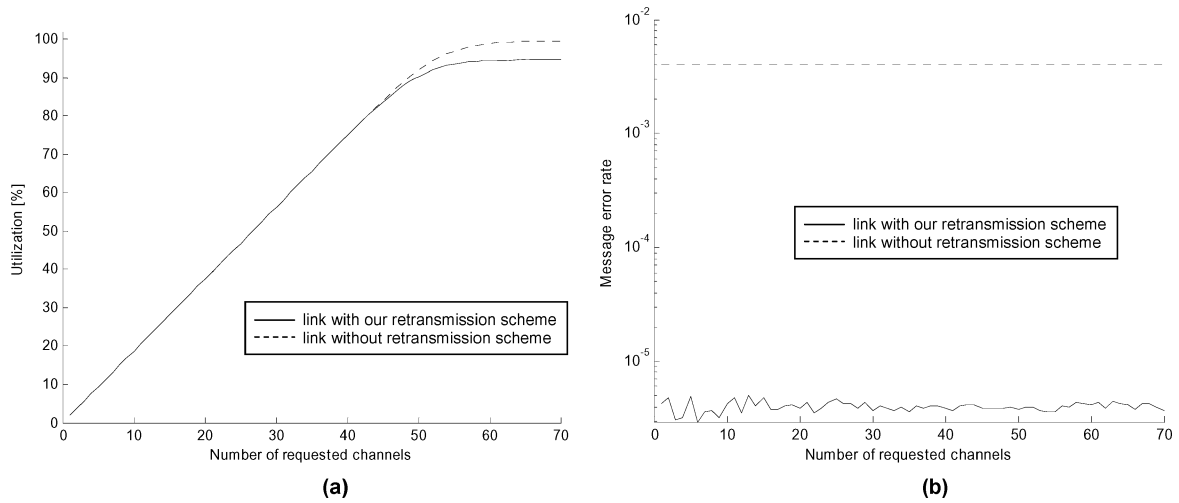 100
90
80
70
60
50
40
30
20
10
0
Utilization [%]
link with our retransmission scheme
link without retransmission scheme
0 10 20 30 40 50 60 70
Number of requested channels
(a)
10^-2
10^-3
10^-4
10^-5
Message error rate
link with our retransmission scheme
link without retransmission scheme
0 10 20 30 40 50 60 70
Number of requested channels
(b)